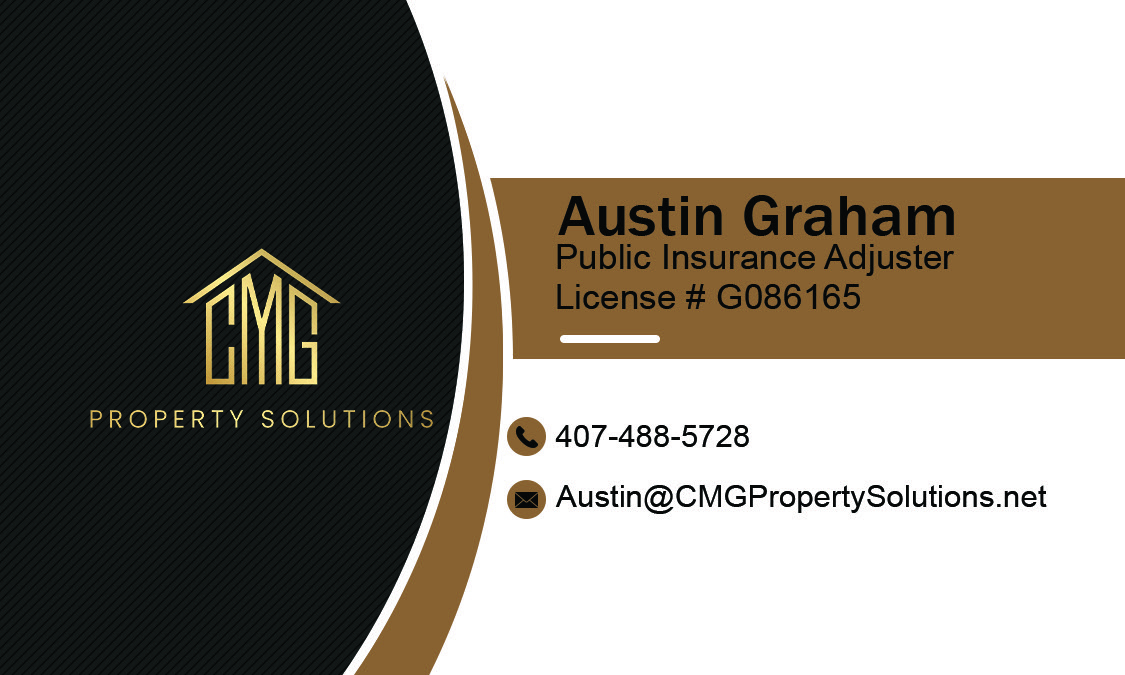 CMG
PROPERTY SOLUTIONS
Austin Graham
Public Insurance Adjuster
License # G086165
407-488-5728
Austin@CMGPropertySolutions.net